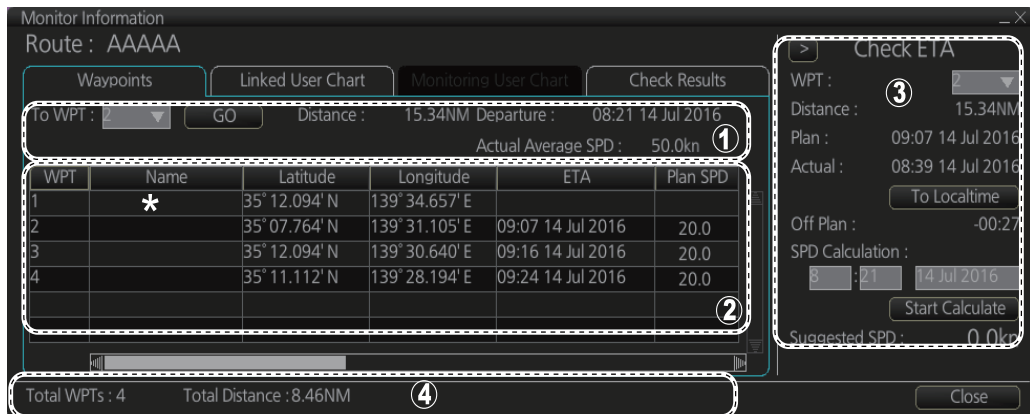 Monitor Information
Route : AAAAA
Waypoints Linked User Chart Monitoring User Chart Check Results
To WPT : 2 GO Distance : 15.34NM Departure : 08:21 14 Jul 2016
Actual Average SPD : 50.0kn
1
WPT Name Latitude Longitude ETA Plan SPD
1 * 35° 12.094' N 139° 34.657' E
2 35° 07.764' N 139° 31.105' E 09:07 14 Jul 2016 20.0
3 35° 12.094' N 139° 30.640' E 09:16 14 Jul 2016 20.0
4 35° 11.112' N 139° 28.194' E 09:24 14 Jul 2016 20.0
2
Total WPTs : 4 Total Distance : 8.46NM
4
> Check ETA
WPT : 2
3
Distance : 15.34NM
Plan : 09:07 14 Jul 2016
Actual : 08:39 14 Jul 2016
To Localtime
Off Plan : -00:27
SPD Calculation :
8 :21 14 Jul 2016
Start Calculate
Suggested SPD : 0.0kn
Close